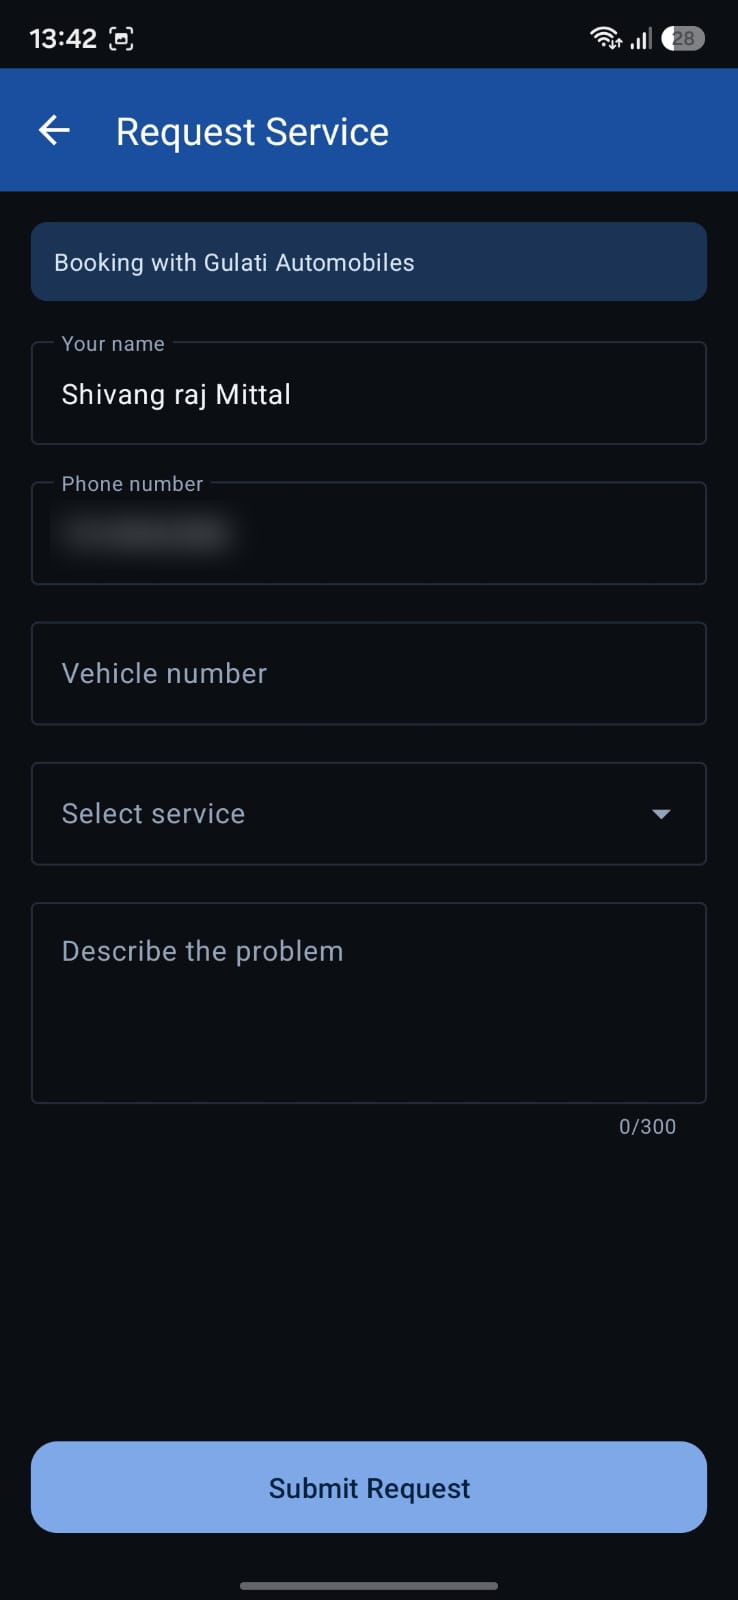 13:42
28
Request Service
Booking with Gulati Automobiles
Your name
Shivang raj Mittal
Phone number
Vehicle number
Select service
Describe the problem
0/300
Submit Request